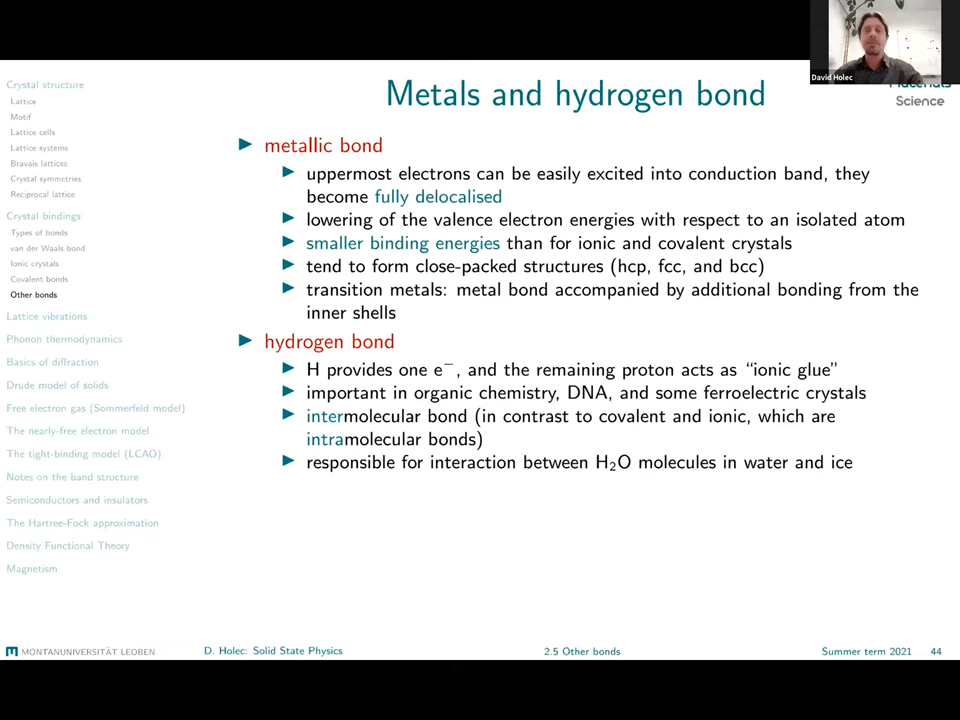 David Holec
Materials
Science
Crystal structure
Lattice
Motif
Lattice cells
Lattice systems
Bravais lattices
Crystal symmetries
Reciprocal lattice
Crystal bindings
Types of bonds
van der Waals bond
Ionic crystals
Covalent bonds
Other bonds
Lattice vibrations
Phonon thermodynamics
Basics of diffraction
Drude model of solids
Free electron gas (Sommerfeld model)
The nearly-free electron model
The tight-binding model (LCAO)
Notes on the band structure
Semiconductors and insulators
The Hartree-Fock approximation
Density Functional Theory
Magnetism
Metals and hydrogen bond
▶ metallic bond
▶ uppermost electrons can be easily excited into conduction band, they
become fully delocalised
▶ lowering of the valence electron energies with respect to an isolated atom
▶ smaller binding energies than for ionic and covalent crystals
▶ tend to form close-packed structures (hcp, fcc, and bcc)
▶ transition metals: metal bond accompanied by additional bonding from the
inner shells
▶ hydrogen bond
▶ H provides one e⁻, and the remaining proton acts as “ionic glue”
▶ important in organic chemistry, DNA, and some ferroelectric crystals
▶ intermolecular bond (in contrast to covalent and ionic, which are
intramolecular bonds)
▶ responsible for interaction between H₂O molecules in water and ice
MONTANUNIVERSITÄT LEOBEN
D. Holec: Solid State Physics
2.5 Other bonds
Summer term 2021
44